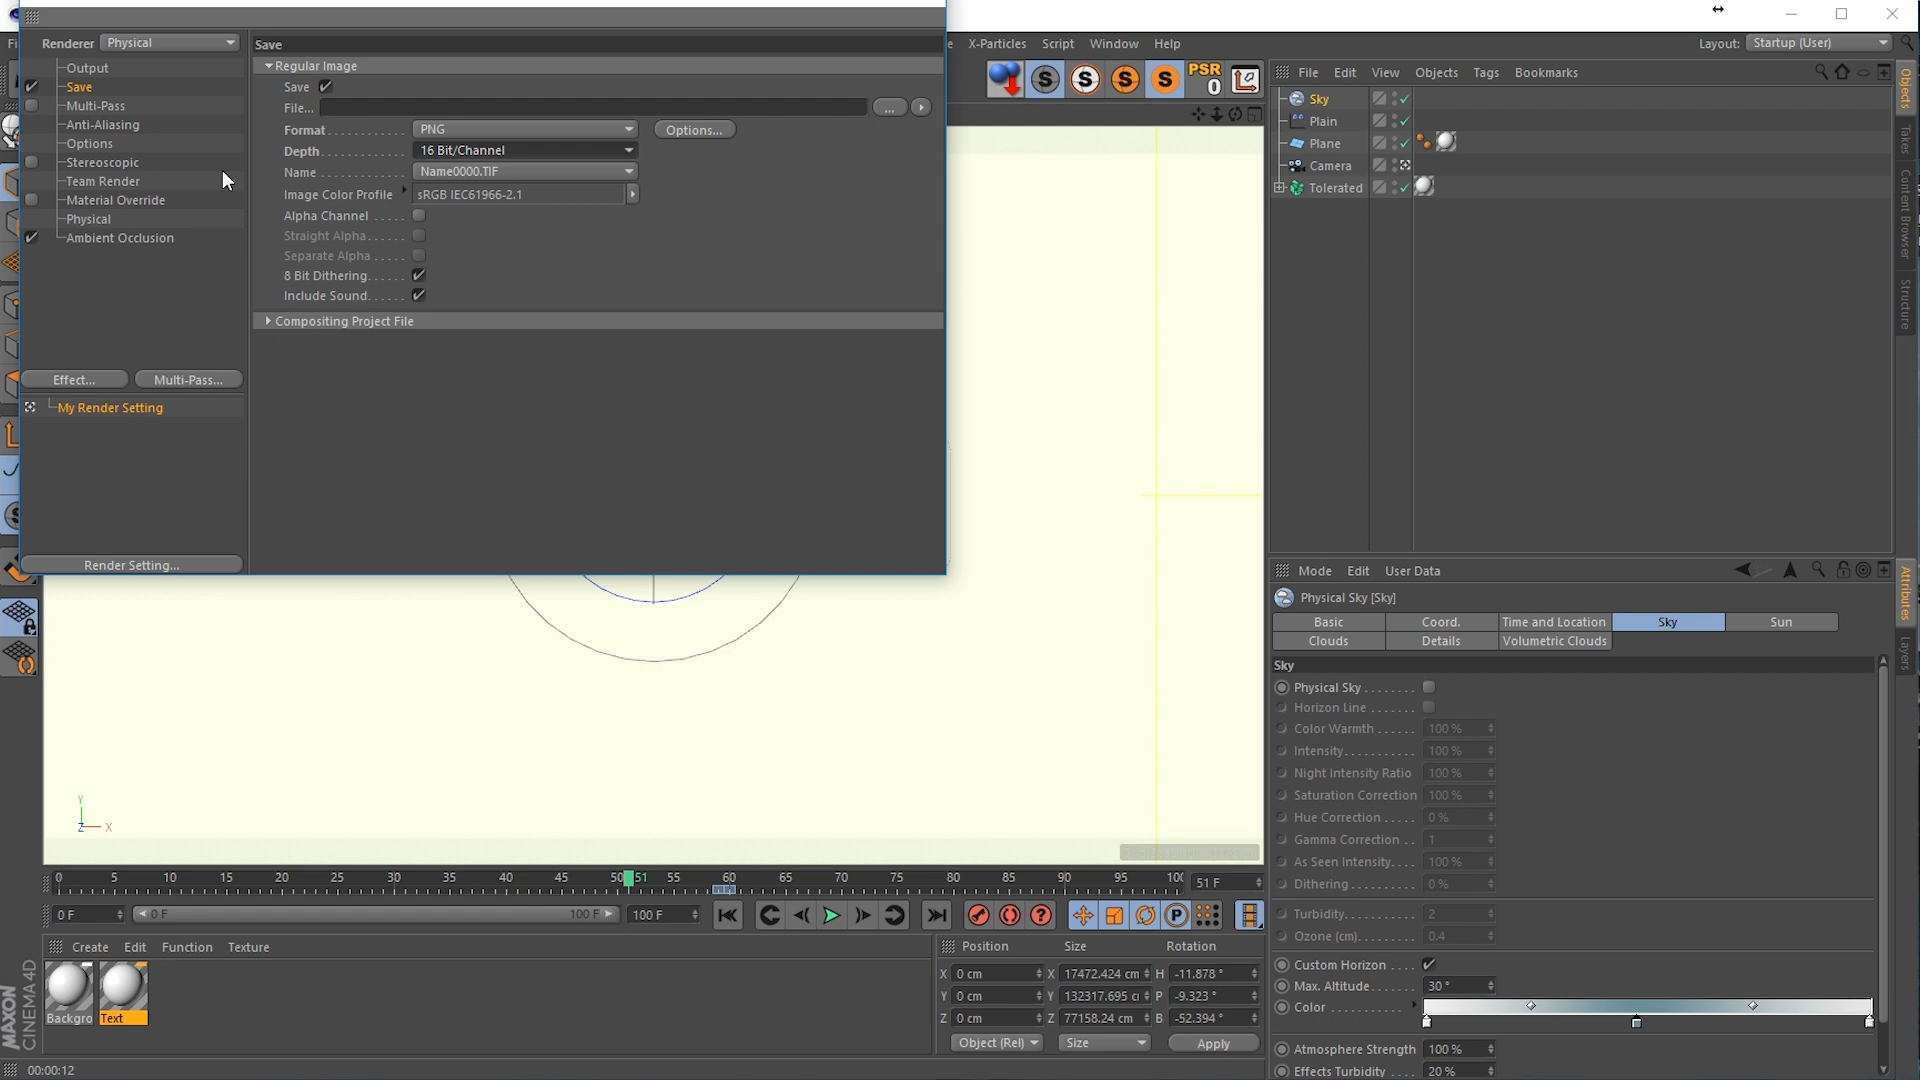 Renderer Physical
Output
Save
Multi-Pass
Anti-Aliasing
Options
Stereoscopic
Team Render
Material Override
Physical
Ambient Occlusion
Effect... Multi-Pass...
My Render Setting
Render Setting...
Save
Regular Image
Save
File... ...
Format PNG Options...
Depth 16 Bit/Channel
Name Name0000.TIF
Image Color Profile sRGB IEC61966-2.1
Alpha Channel
Straight Alpha
Separate Alpha
8 Bit Dithering
Include Sound
Compositing Project File
X-Particles Script Window Help
Layout: Startup (User)
PSR
0
File Edit View Objects Tags Bookmarks
Sky
Plain
Plane
Camera
Tolerated
Objects
Takes
Content Browser
Structure
Mode Edit User Data
Physical Sky [Sky]
Basic Coord. Time and Location Sky Sun
Clouds Details Volumetric Clouds
Sky
Physical Sky
Horizon Line
Color Warmth 100 %
Intensity 100 %
Night Intensity Ratio 100 %
Saturation Correction 100 %
Hue Correction 0 %
Gamma Correction 1
As Seen Intensity 100 %
Dithering 0 %
Turbidity 2
Ozone (cm) 0.4
Custom Horizon
Max. Altitude 30 °
Color
Atmosphere Strength 100 %
Effects Turbidity 20 %
Attributes
Layers
Y
Z X
0 5 10 15 20 25 30 35 40 45 50 51 55 60 65 70 75 80 85 90 95 100 51 F
0 F 0 F 100 F 100 F
Create Edit Function Texture
Backgro Text
Position Size Rotation
X 0 cm X 17472.424 cm H -11.878 °
Y 0 cm Y 132317.695 c P -9.323 °
Z 0 cm Z 77158.24 cm B -52.394 °
Object (Rel) Size Apply
MAXON
CINEMA 4D
00:00:12